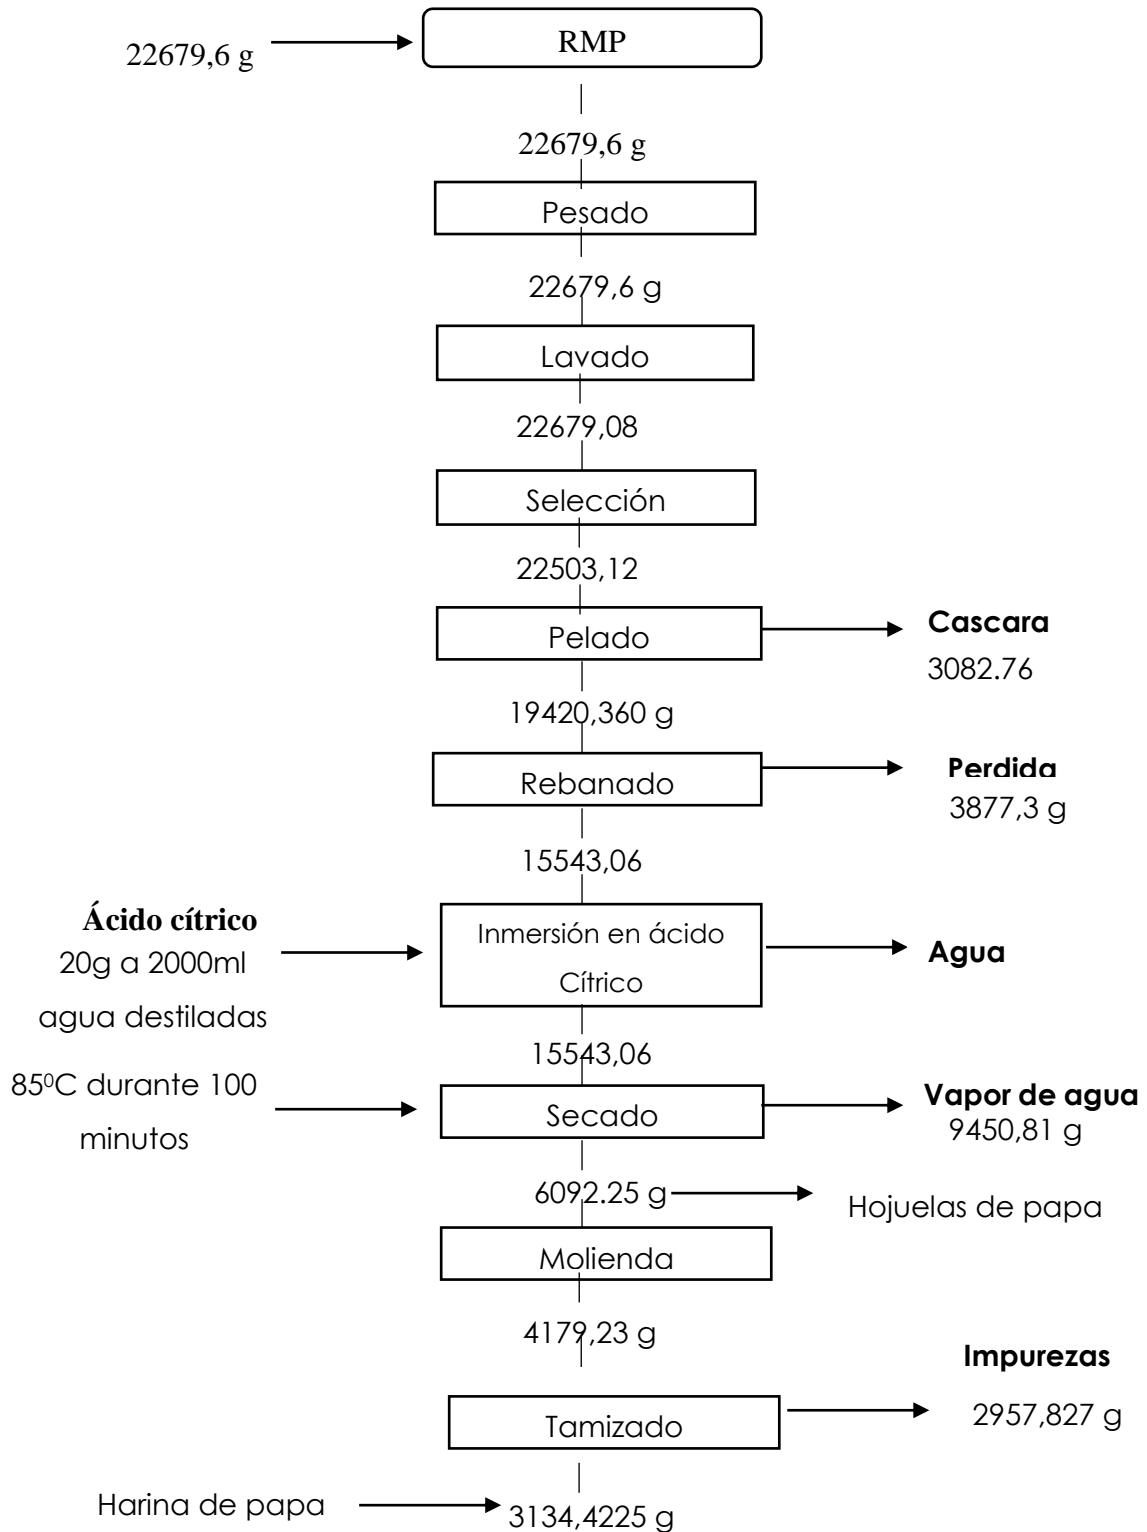 22679,6 g
RMP
22679,6 g
Pesado
22679,6 g
Lavado
22679,08
Selección
22503,12
Pelado
Cascara
3082.76
19420,360 g
Rebanado
Perdida
3877,3 g
15543,06
Ácido cítrico
20g a 2000ml
agua destiladas
Inmersión en ácido
Cítrico
Agua
15543,06
85⁰C durante 100
minutos
Secado
Vapor de agua
9450,81 g
6092.25 g
Hojuelas de papa
Molienda
4179,23 g
Impurezas
2957,827 g
Tamizado
Harina de papa
3134,4225 g